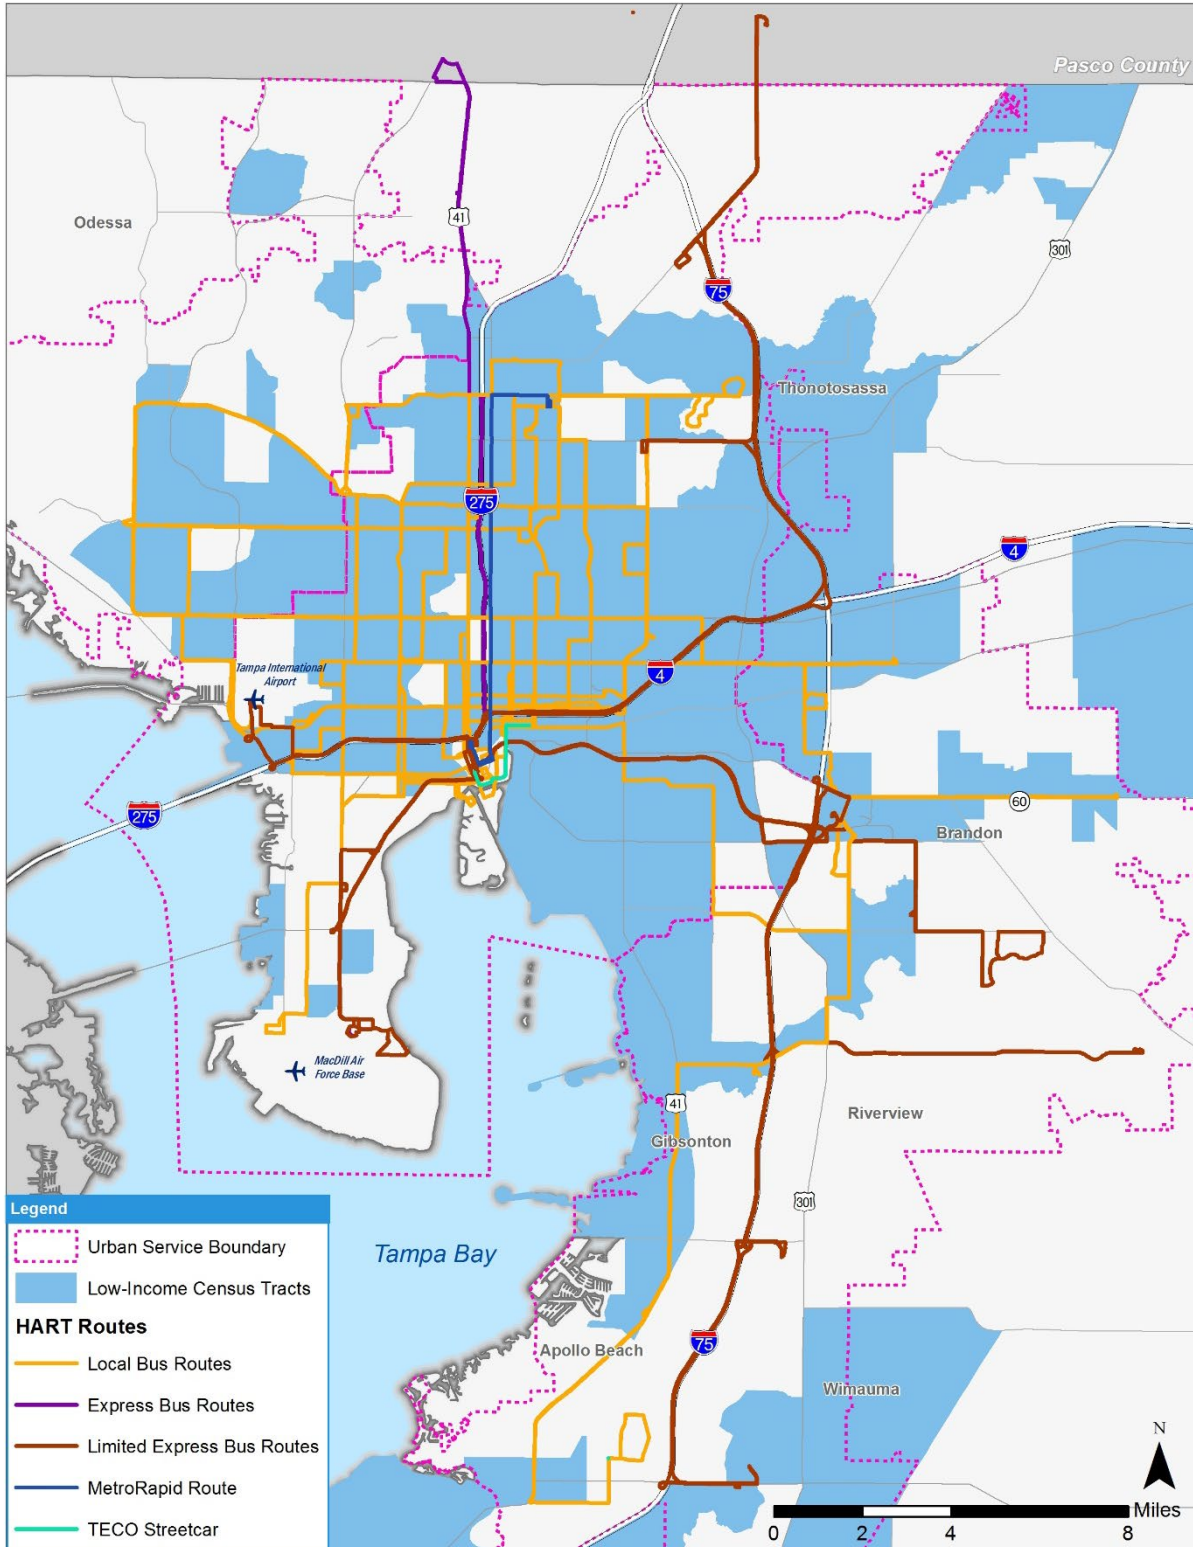 Pasco County
Odessa
41
301
75
Thonotosassa
275
4
Tampa International
Airport
4
275
60
Brandon
MacDill Air
Force Base
41
Riverview
Gibsonton
301
Tampa Bay
Apollo Beach
75
Wimauma
Legend
Urban Service Boundary
Low-Income Census Tracts
HART Routes
Local Bus Routes
Express Bus Routes
Limited Express Bus Routes
MetroRapid Route
TECO Streetcar
N
Miles
0 2 4 8